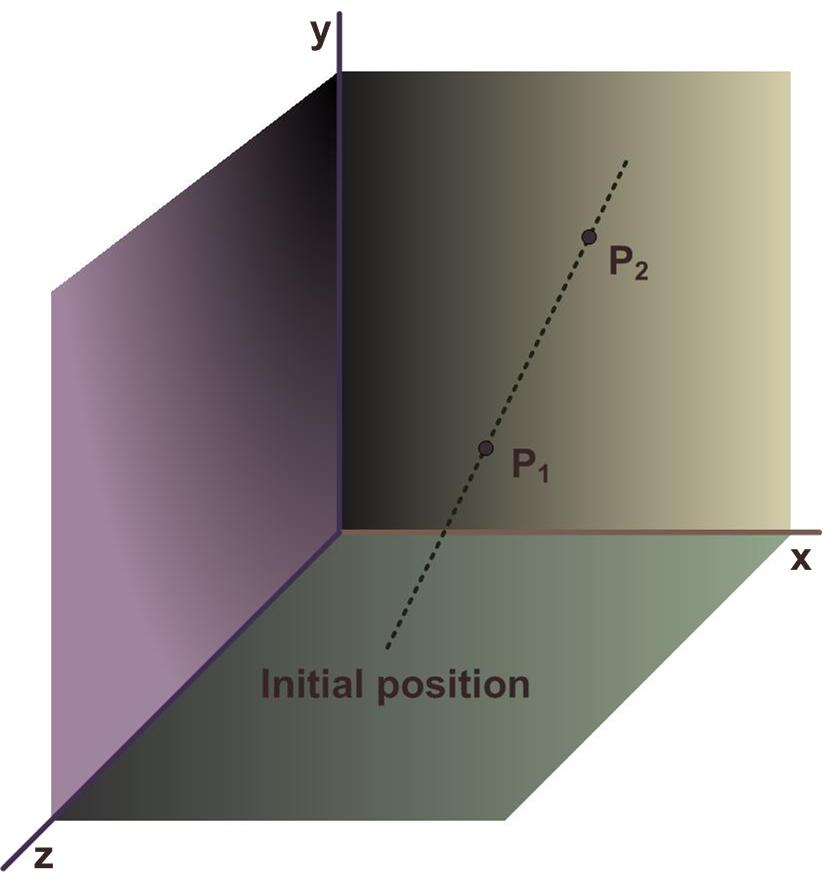 y
P₂
P₁
x
Initial position
z